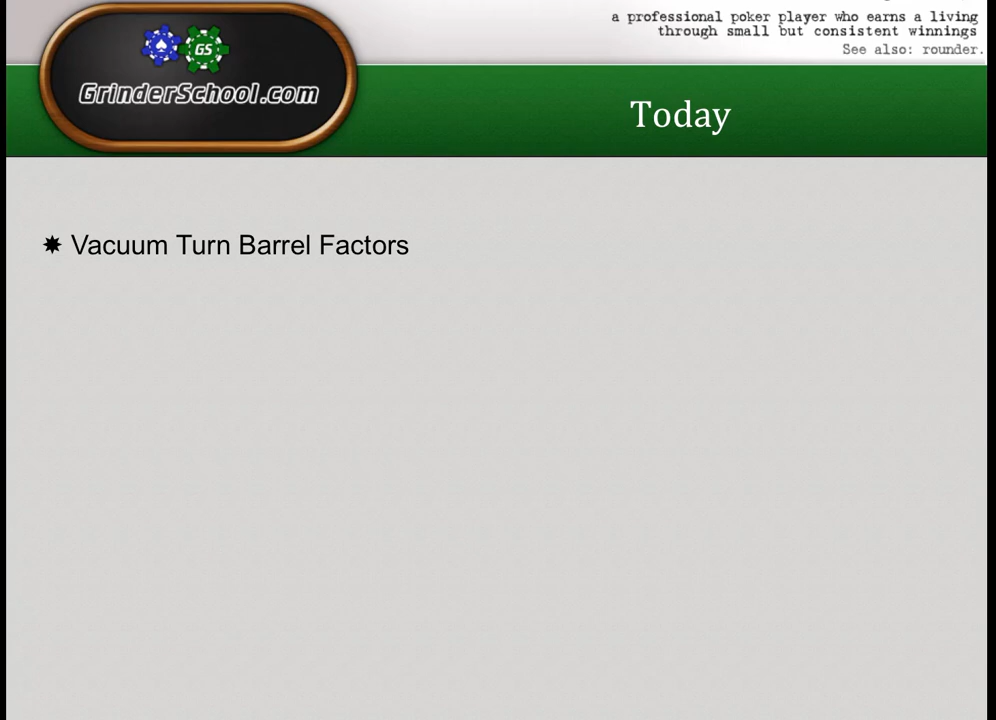 a professional poker player who earns a living
through small but consistent winnings
See also: rounder.
GS
GrinderSchool.com
Today
✷ Vacuum Turn Barrel Factors